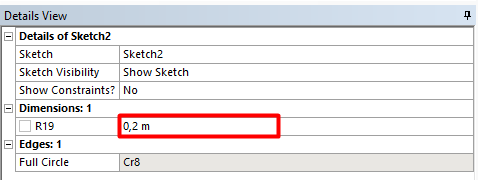 Details View
Details of Sketch2
Sketch Sketch2
Sketch Visibility Show Sketch
Show Constraints? No
Dimensions: 1
R19 0,2 m
Edges: 1
Full Circle Cr8